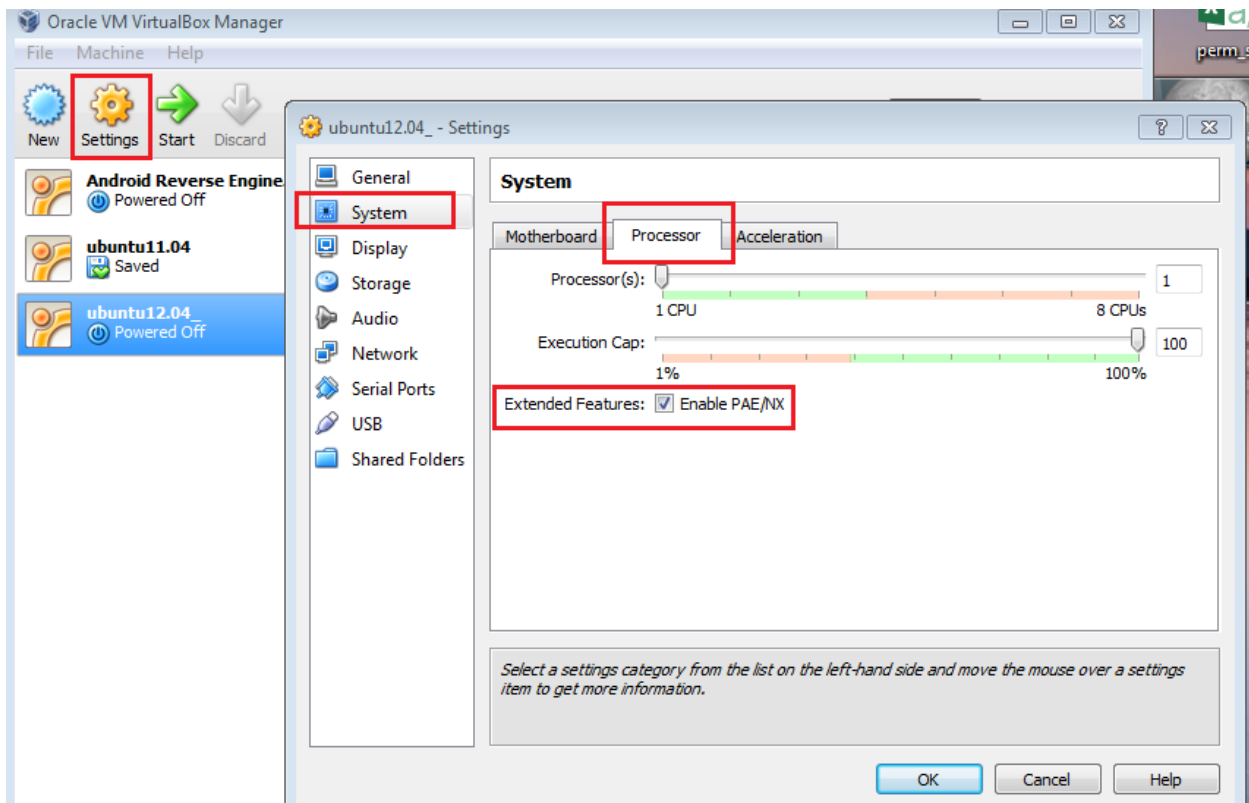 Oracle VM VirtualBox Manager
File Machine Help
New Settings Start Discard
Android Reverse Engine
Powered Off
ubuntu11.04
Saved
ubuntu12.04_
Powered Off
ubuntu12.04_ - Settings
General
System
Display
Storage
Audio
Network
Serial Ports
USB
Shared Folders
System
Motherboard Processor Acceleration
Processor(s): 1
1 CPU 8 CPUs
Execution Cap: 100
1% 100%
Extended Features: Enable PAE/NX
Select a settings category from the list on the left-hand side and move the mouse over a settings
item to get more information.
OK Cancel Help